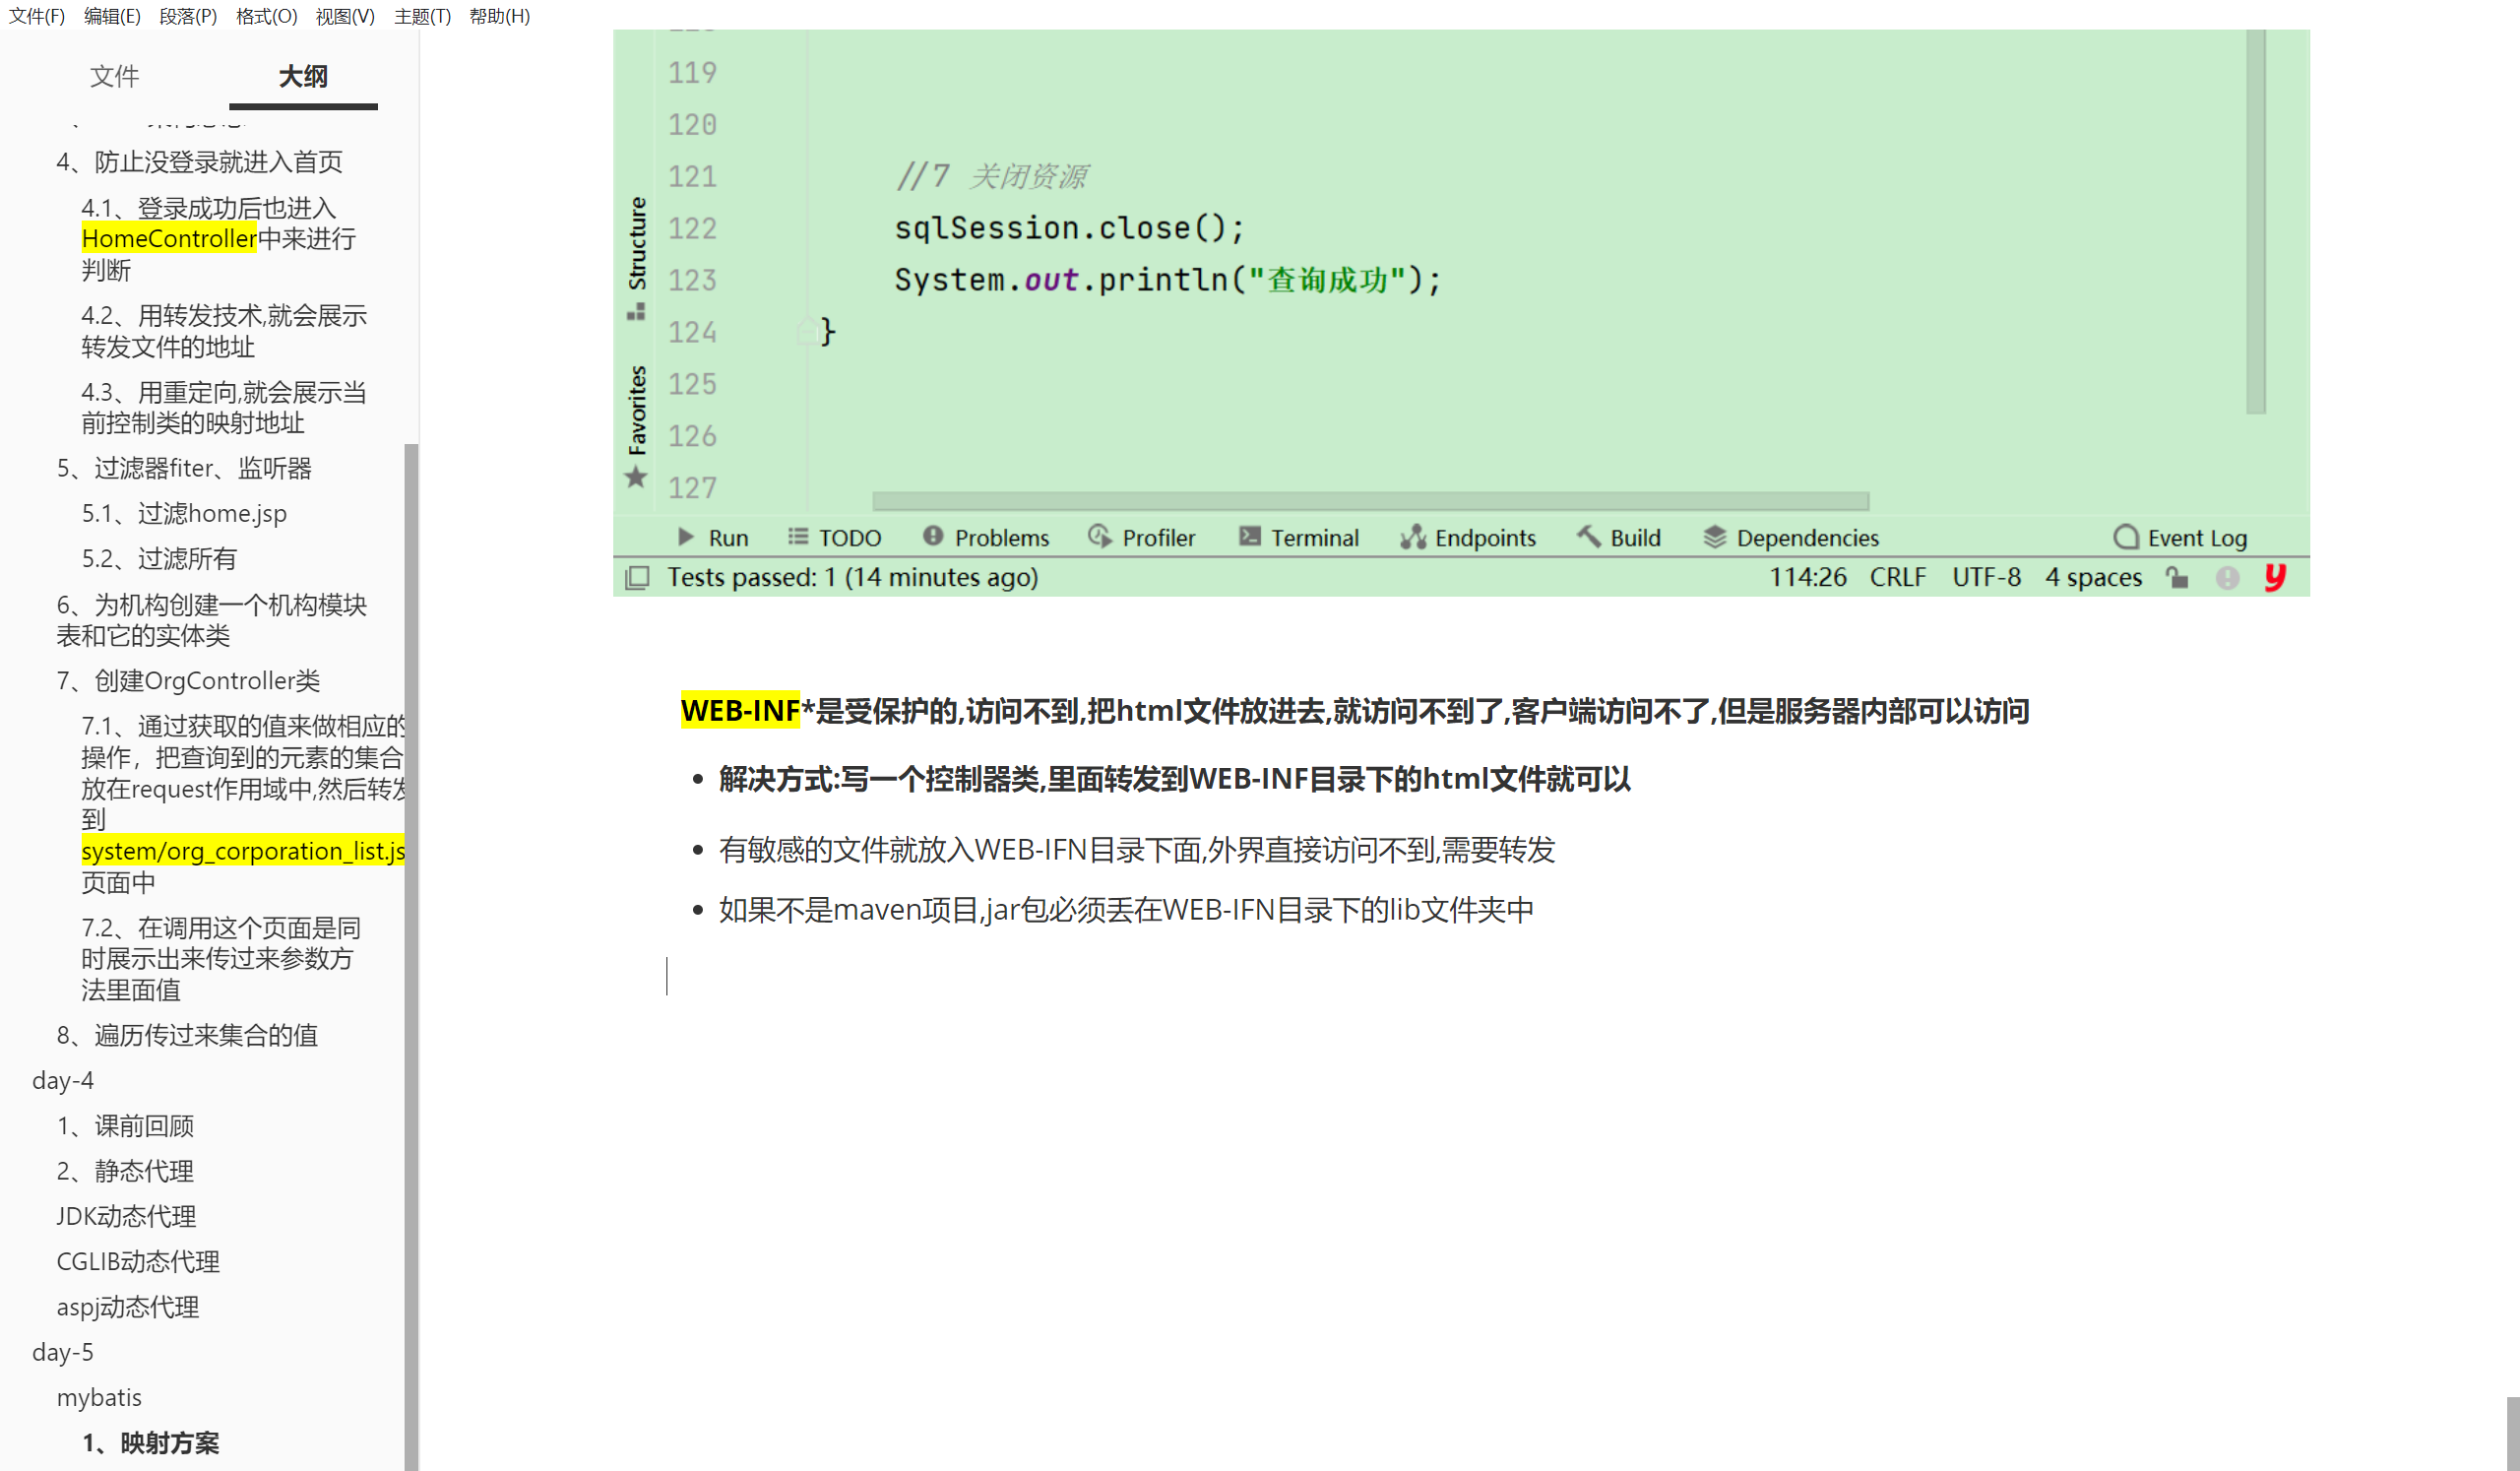 文件(F) 编辑(E) 段落(P) 格式(O) 视图(V) 主题(T) 帮助(H)
文件 大纲
4、防止没登录就进入首页
4.1、登录成功后也进入
HomeController中来进行
判断
4.2、用转发技术,就会展示
转发文件的地址
4.3、用重定向,就会展示当
前控制类的映射地址
5、过滤器fiter、监听器
5.1、过滤home.jsp
5.2、过滤所有
6、为机构创建一个机构模块
表和它的实体类
7、创建OrgController类
7.1、通过获取的值来做相应的
操作，把查询到的元素的集合
放在request作用域中,然后转发
到
system/org_corporation_list.js
页面中
7.2、在调用这个页面是同
时展示出来传过来参数方
法里面值
8、遍历传过来集合的值
day-4
1、课前回顾
2、静态代理
JDK动态代理
CGLIB动态代理
aspj动态代理
day-5
mybatis
1、映射方案
Structure
Favorites
119
120
121 //7 关闭资源
122 sqlSession.close();
123 System.out.println("查询成功");
124 }
125
126
127
Run TODO Problems Profiler Terminal Endpoints Build Dependencies Event Log
Tests passed: 1 (14 minutes ago) 114:26 CRLF UTF-8 4 spaces y
WEB-INF*是受保护的,访问不到,把html文件放进去,就访问不到了,客户端访问不了,但是服务器内部可以访问
• 解决方式:写一个控制器类,里面转发到WEB-INF目录下的html文件就可以
• 有敏感的文件就放入WEB-IFN目录下面,外界直接访问不到,需要转发
• 如果不是maven项目,jar包必须丢在WEB-IFN目录下的lib文件夹中